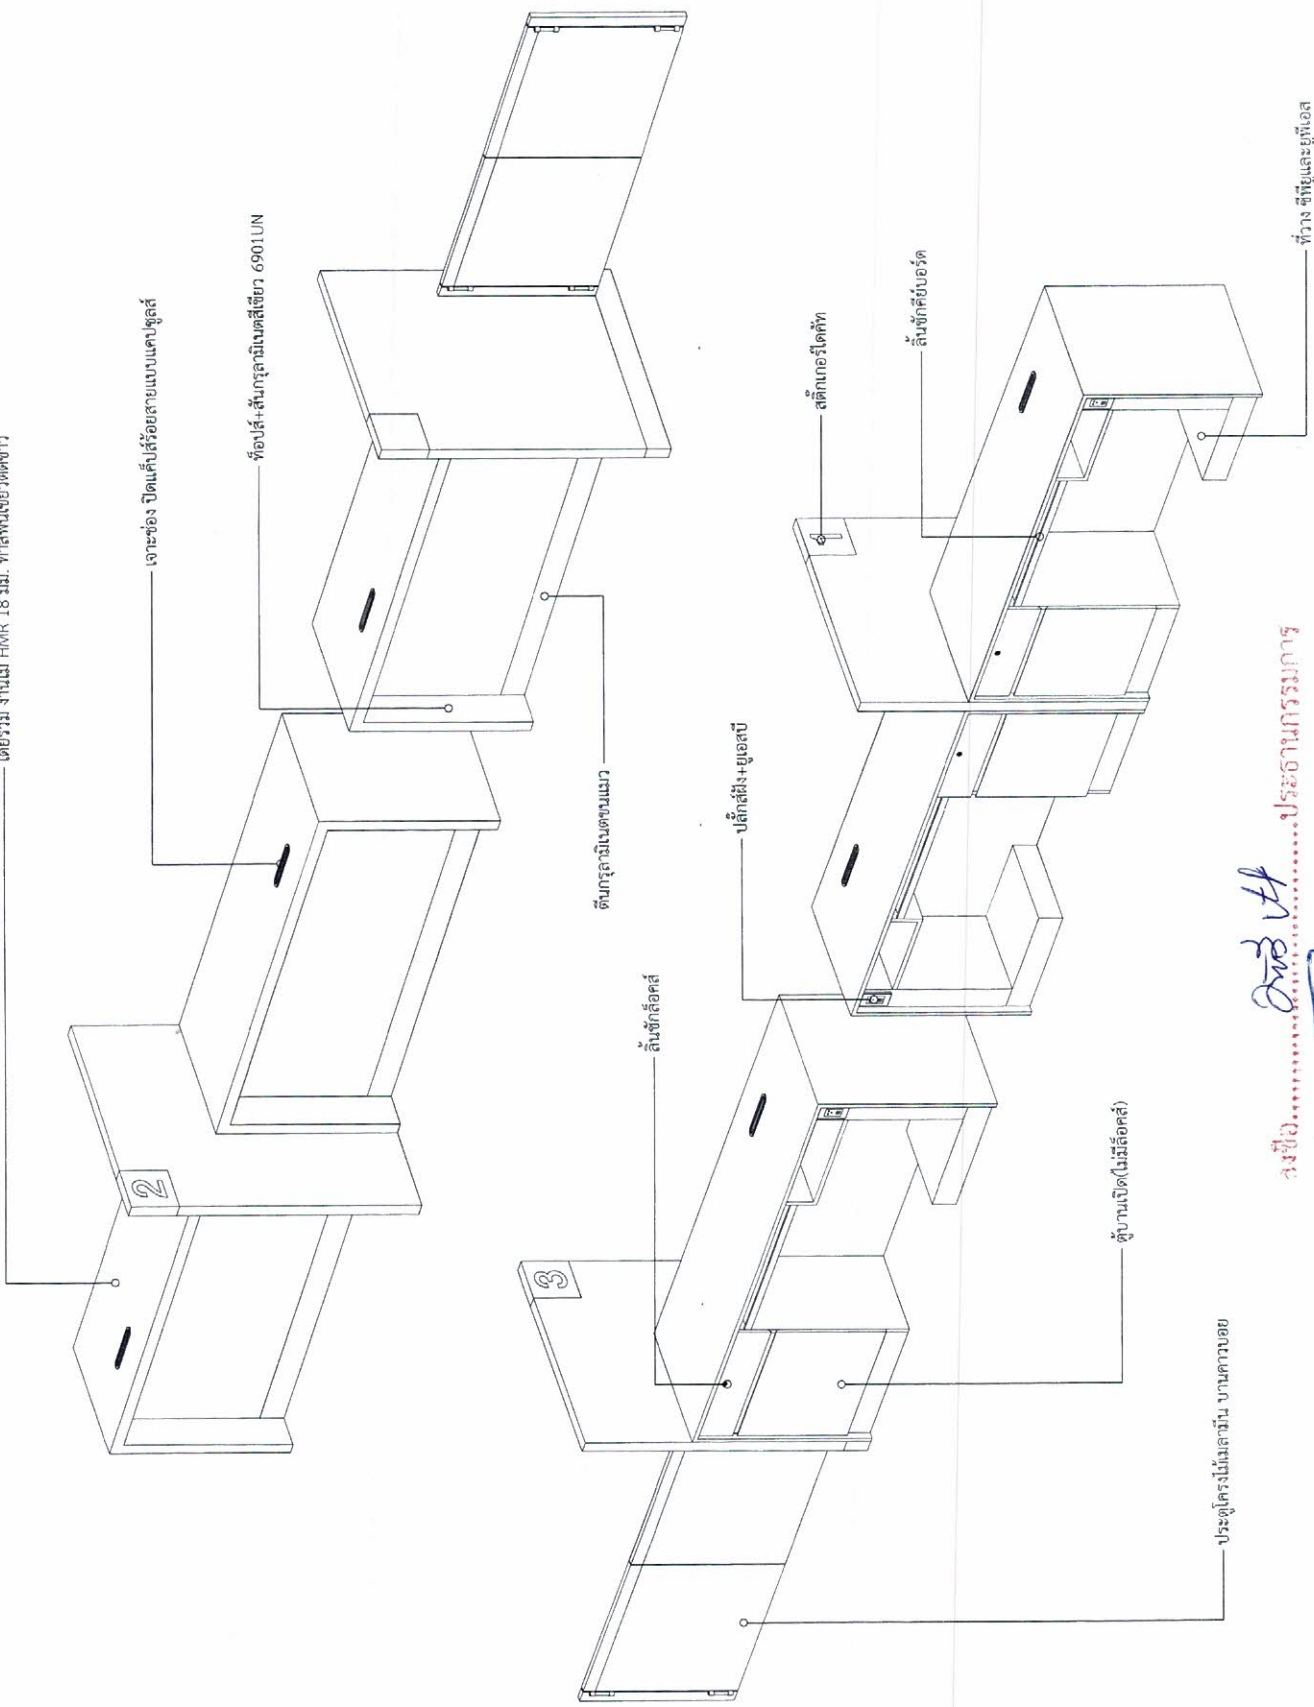 โดยรวม งานไม้ HMR 18 มม. ทาสีพ่นเขียวตัดขาว
เจาะช่อง ปิดแค็ปส์ร้อยสายแบบแคปซูลส์
ท็อปส์+สันกรุลามิเนตสีเขียว 6901UN
ตีนกรุลามิเนตขนแมว
2
สติ๊กเกอร์ไดคัท
ลิ้นชักคีย์บอร์ด
1
ปลั๊กส์ฝัง+ยูเอสบี
ลิ้นชักล็อคส์
3
ที่วาง ซีพียูและยูพีเอส
ตู้บานเปิด(ไม่มีล็อคส์)
ประตูโครงไม้เมลามีน บานคาวบอย
ลงชื่อ..............................ประธานกรรมการ